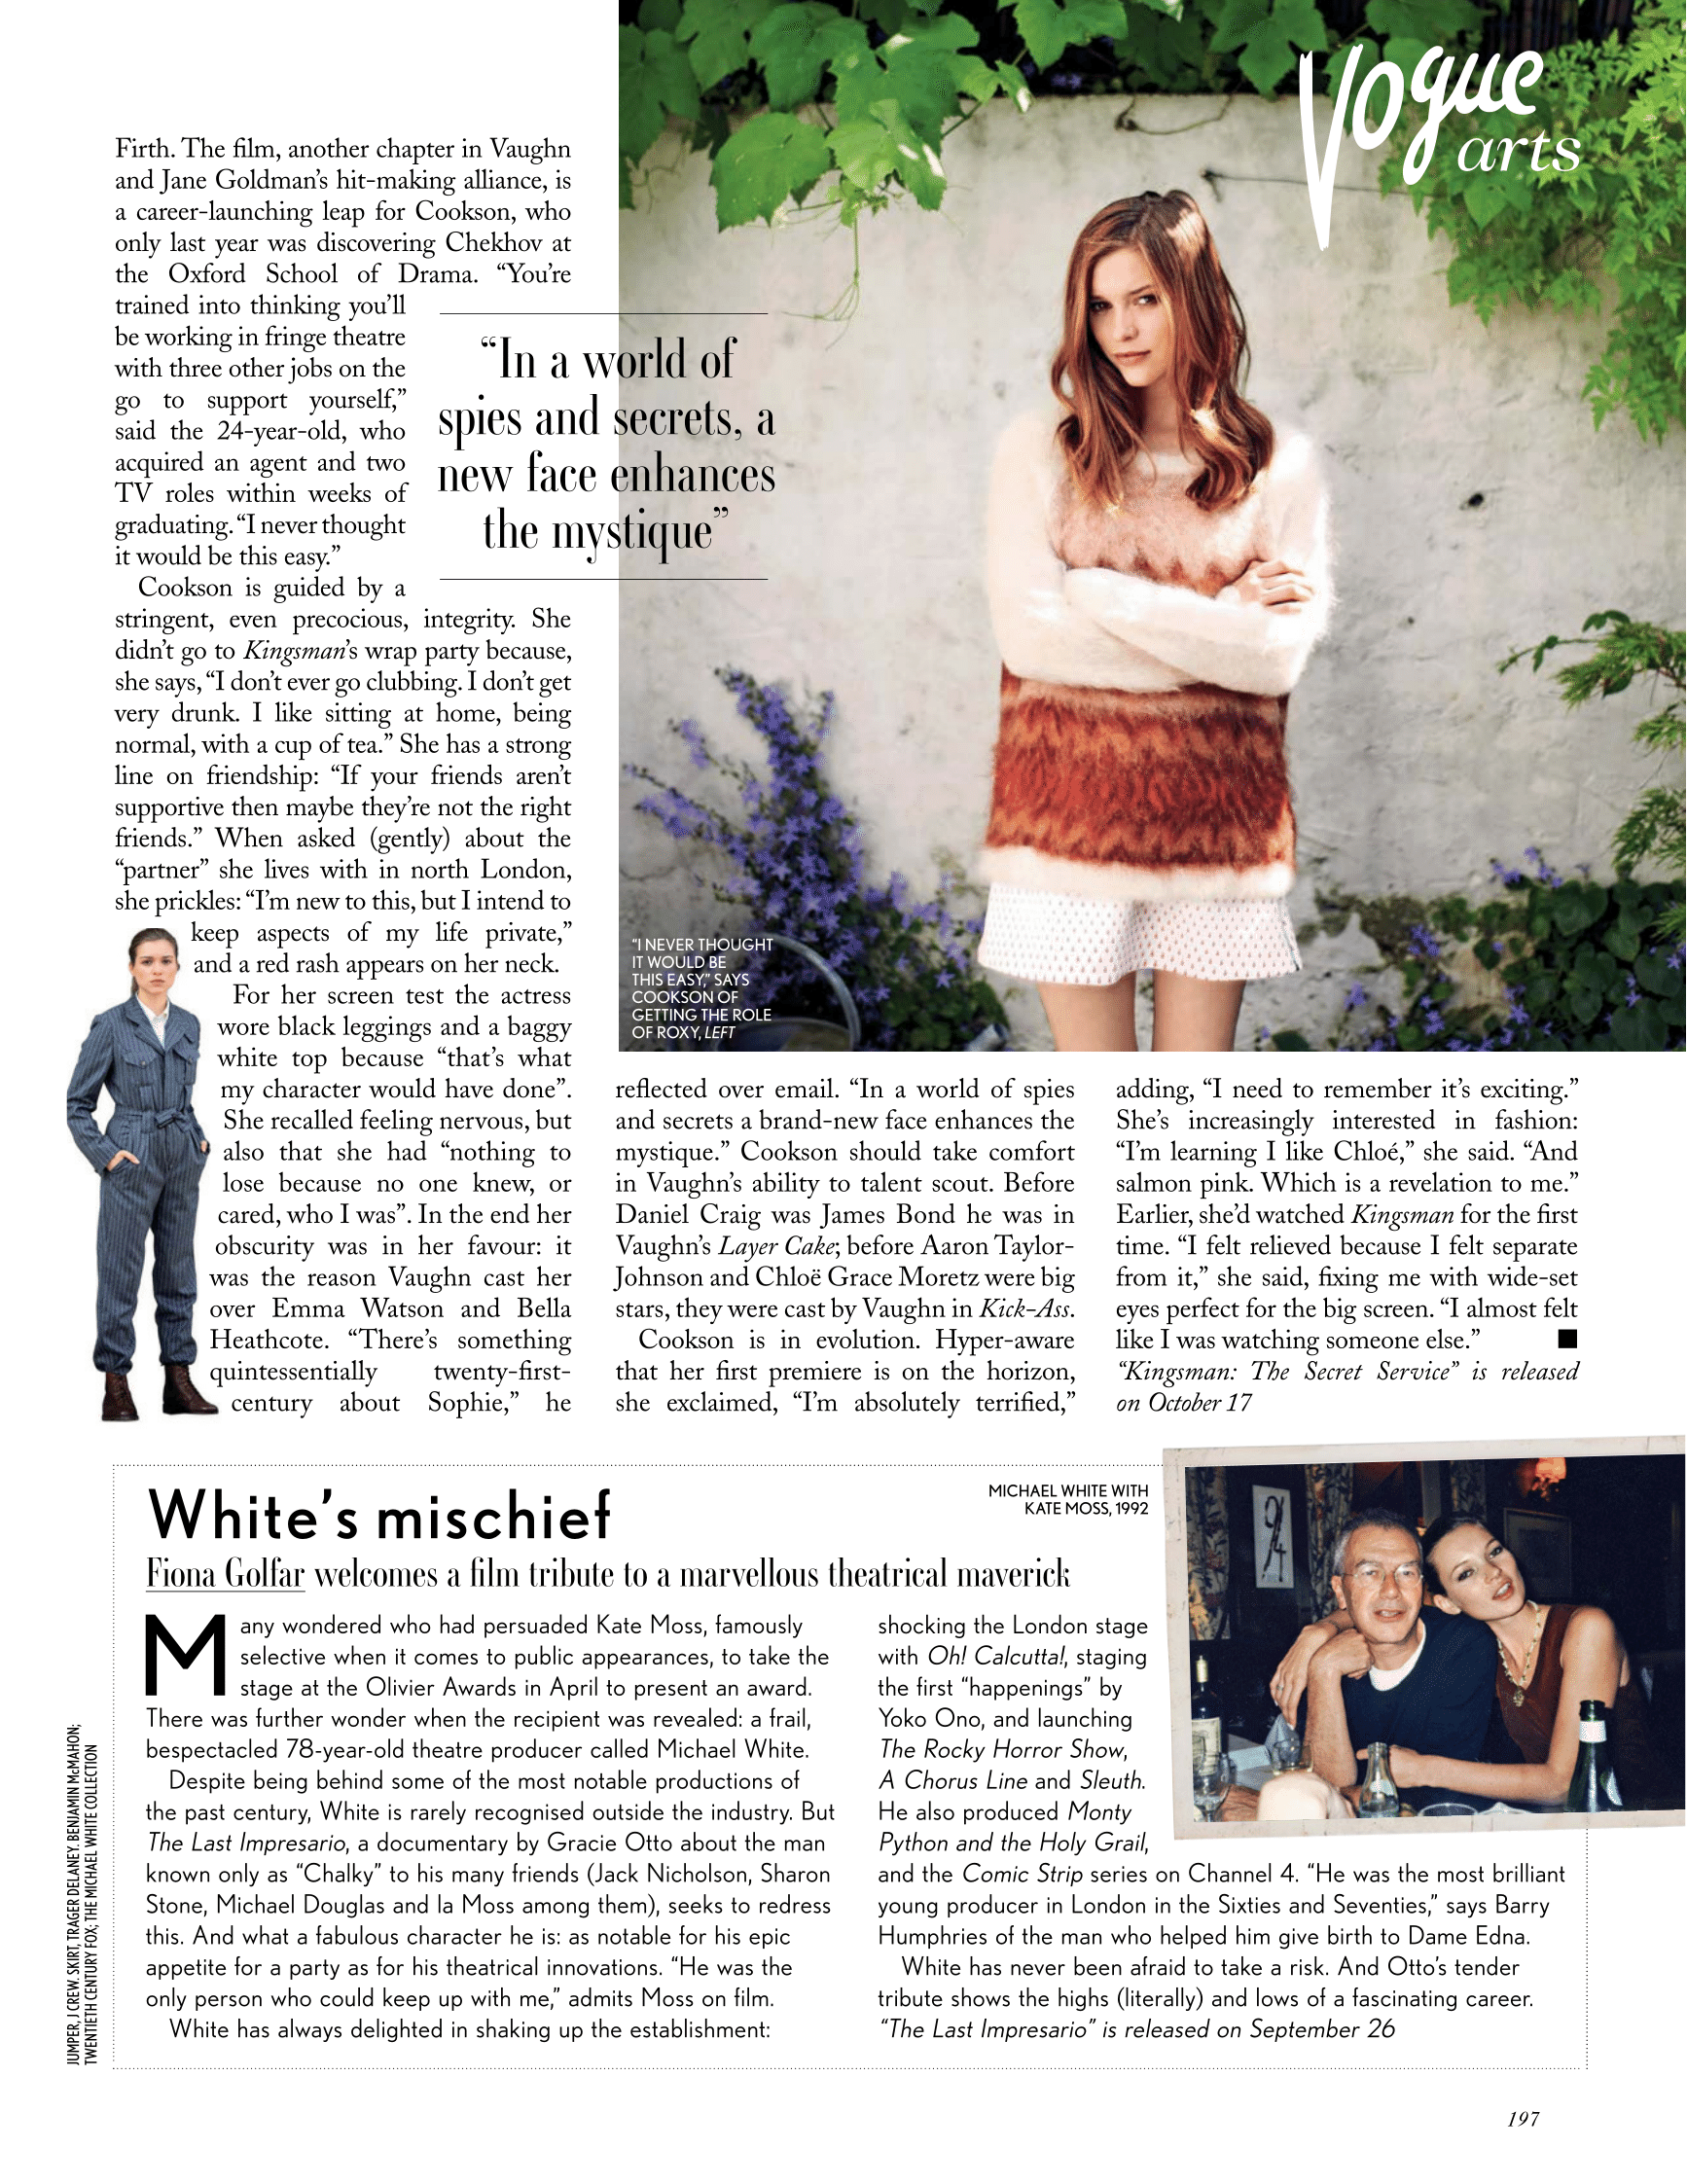 Vogue
arts
Firth. The film, another chapter in Vaughn
and Jane Goldman’s hit-making alliance, is
a career-launching leap for Cookson, who
only last year was discovering Chekhov at
the Oxford School of Drama. “You’re
trained into thinking you’ll
be working in fringe theatre
with three other jobs on the
go to support yourself,”
said the 24-year-old, who
acquired an agent and two
TV roles within weeks of
graduating. “I never thought
it would be this easy.”
Cookson is guided by a
stringent, even precocious, integrity. She
didn’t go to Kingsman’s wrap party because,
she says, “I don’t ever go clubbing. I don’t get
very drunk. I like sitting at home, being
normal, with a cup of tea.” She has a strong
line on friendship: “If your friends aren’t
supportive then maybe they’re not the right
friends.” When asked (gently) about the
“partner” she lives with in north London,
she prickles: “I’m new to this, but I intend to
keep aspects of my life private,”
and a red rash appears on her neck.
For her screen test the actress
wore black leggings and a baggy
white top because “that’s what
my character would have done”.
She recalled feeling nervous, but
also that she had “nothing to
lose because no one knew, or
cared, who I was”. In the end her
obscurity was in her favour: it
was the reason Vaughn cast her
over Emma Watson and Bella
Heathcote. “There’s something
quintessentially twenty-first-
century about Sophie,” he
“In a world of
spies and secrets, a
new face enhances
the mystique”
“I NEVER THOUGHT
IT WOULD BE
THIS EASY,” SAYS
COOKSON OF
GETTING THE ROLE
OF ROXY, LEFT
reflected over email. “In a world of spies
and secrets a brand-new face enhances the
mystique.” Cookson should take comfort
in Vaughn’s ability to talent scout. Before
Daniel Craig was James Bond he was in
Vaughn’s Layer Cake; before Aaron Taylor-
Johnson and Chloë Grace Moretz were big
stars, they were cast by Vaughn in Kick-Ass.
Cookson is in evolution. Hyper-aware
that her first premiere is on the horizon,
she exclaimed, “I’m absolutely terrified,”
adding, “I need to remember it’s exciting.”
She’s increasingly interested in fashion:
“I’m learning I like Chloé,” she said. “And
salmon pink. Which is a revelation to me.”
Earlier, she’d watched Kingsman for the first
time. “I felt relieved because I felt separate
from it,” she said, fixing me with wide-set
eyes perfect for the big screen. “I almost felt
like I was watching someone else.” ■
“Kingsman: The Secret Service” is released
on October 17
White’s mischief
Fiona Golfar welcomes a film tribute to a marvellous theatrical maverick
MICHAEL WHITE WITH
KATE MOSS, 1992
Many wondered who had persuaded Kate Moss, famously
selective when it comes to public appearances, to take the
stage at the Olivier Awards in April to present an award.
There was further wonder when the recipient was revealed: a frail,
bespectacled 78-year-old theatre producer called Michael White.
Despite being behind some of the most notable productions of
the past century, White is rarely recognised outside the industry. But
The Last Impresario, a documentary by Gracie Otto about the man
known only as “Chalky” to his many friends (Jack Nicholson, Sharon
Stone, Michael Douglas and la Moss among them), seeks to redress
this. And what a fabulous character he is: as notable for his epic
appetite for a party as for his theatrical innovations. “He was the
only person who could keep up with me,” admits Moss on film.
White has always delighted in shaking up the establishment:
shocking the London stage
with Oh! Calcutta!, staging
the first “happenings” by
Yoko Ono, and launching
The Rocky Horror Show,
A Chorus Line and Sleuth.
He also produced Monty
Python and the Holy Grail,
and the Comic Strip series on Channel 4. “He was the most brilliant
young producer in London in the Sixties and Seventies,” says Barry
Humphries of the man who helped him give birth to Dame Edna.
White has never been afraid to take a risk. And Otto’s tender
tribute shows the highs (literally) and lows of a fascinating career.
“The Last Impresario” is released on September 26
JUMPER, J CREW. SKIRT, TRAGER DELANEY. BENJAMIN McMAHON;
TWENTIETH CENTURY FOX; THE MICHAEL WHITE COLLECTION
197